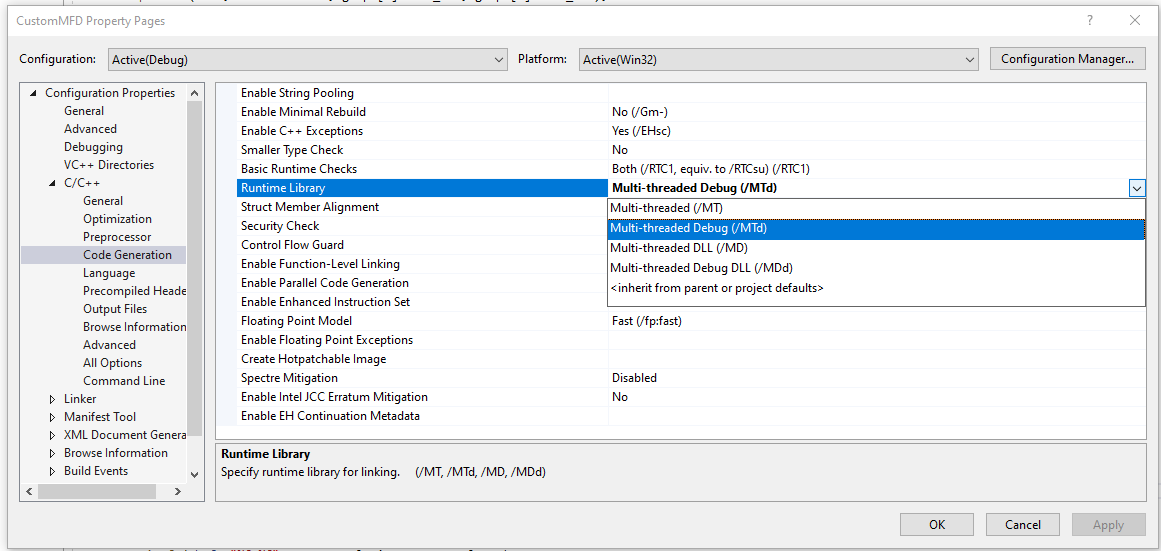 CustomMFD Property Pages
Configuration: Active(Debug) Platform: Active(Win32) Configuration Manager...
Configuration Properties
General
Advanced
Debugging
VC++ Directories
C/C++
General
Optimization
Preprocessor
Code Generation
Language
Precompiled Heade
Output Files
Browse Information
Advanced
All Options
Command Line
Linker
Manifest Tool
XML Document Genera
Browse Information
Build Events
Enable String Pooling
Enable Minimal Rebuild No (/Gm-)
Enable C++ Exceptions Yes (/EHsc)
Smaller Type Check No
Basic Runtime Checks Both (/RTC1, equiv. to /RTCsu) (/RTC1)
Runtime Library Multi-threaded Debug (/MTd)
Struct Member Alignment
Security Check
Control Flow Guard
Enable Function-Level Linking
Enable Parallel Code Generation
Enable Enhanced Instruction Set
Multi-threaded (/MT)
Multi-threaded Debug (/MTd)
Multi-threaded DLL (/MD)
Multi-threaded Debug DLL (/MDd)
<inherit from parent or project defaults>
Floating Point Model Fast (/fp:fast)
Enable Floating Point Exceptions
Create Hotpatchable Image
Spectre Mitigation Disabled
Enable Intel JCC Erratum Mitigation No
Enable EH Continuation Metadata
Runtime Library
Specify runtime library for linking. (/MT, /MTd, /MD, /MDd)
OK Cancel Apply